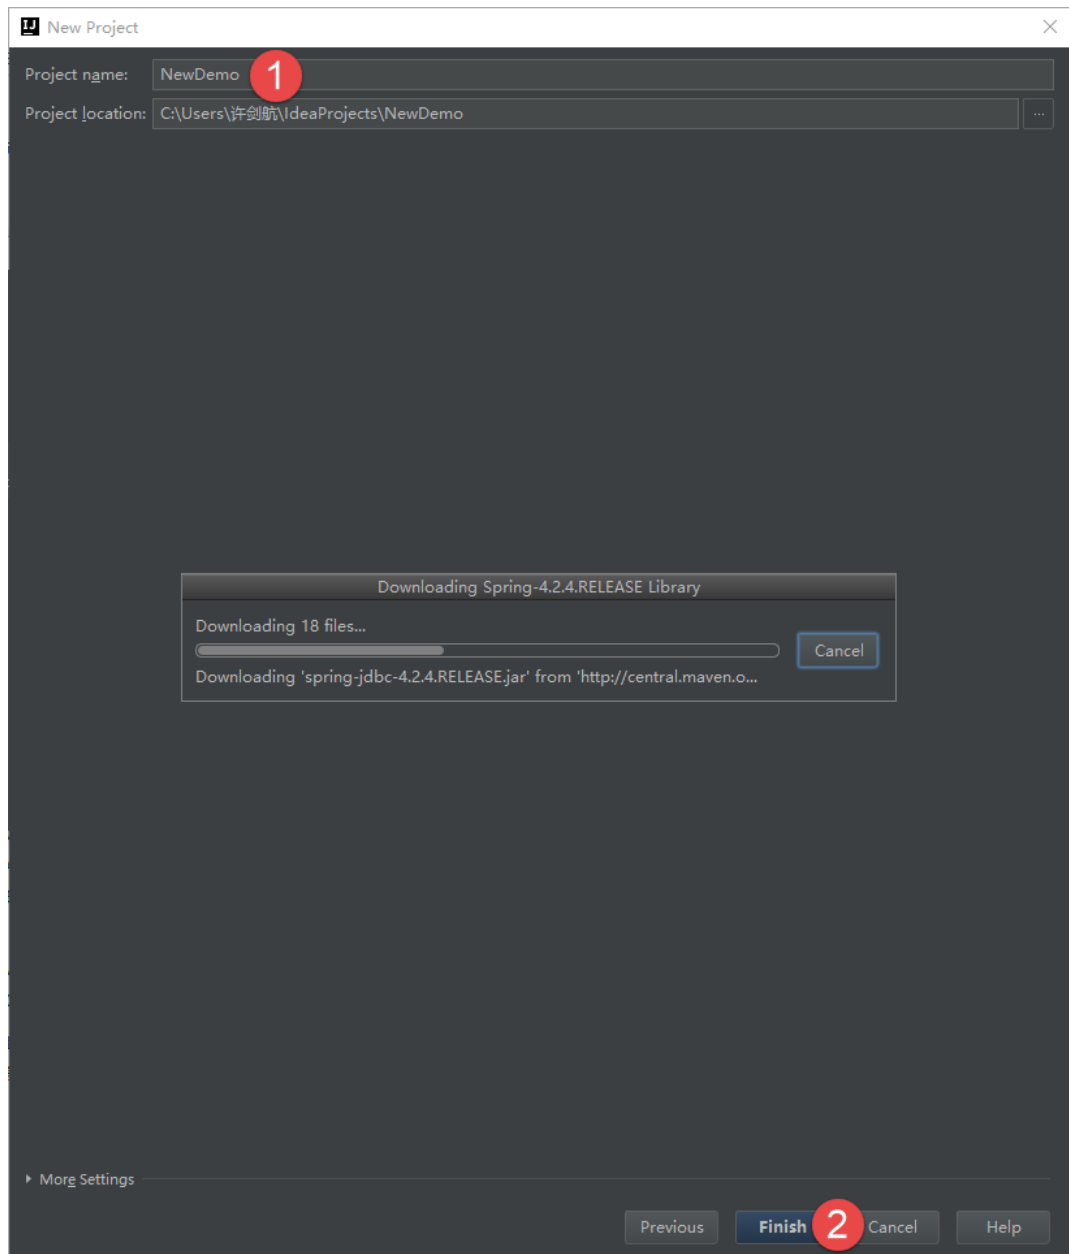 New Project
Project name: NewDemo 1
Project location: C:\Users\许剑航\IdeaProjects\NewDemo ...
Downloading Spring-4.2.4.RELEASE Library
Downloading 18 files...
Cancel
Downloading 'spring-jdbc-4.2.4.RELEASE.jar' from 'http://central.maven.o...
More Settings
Previous Finish 2 Cancel Help